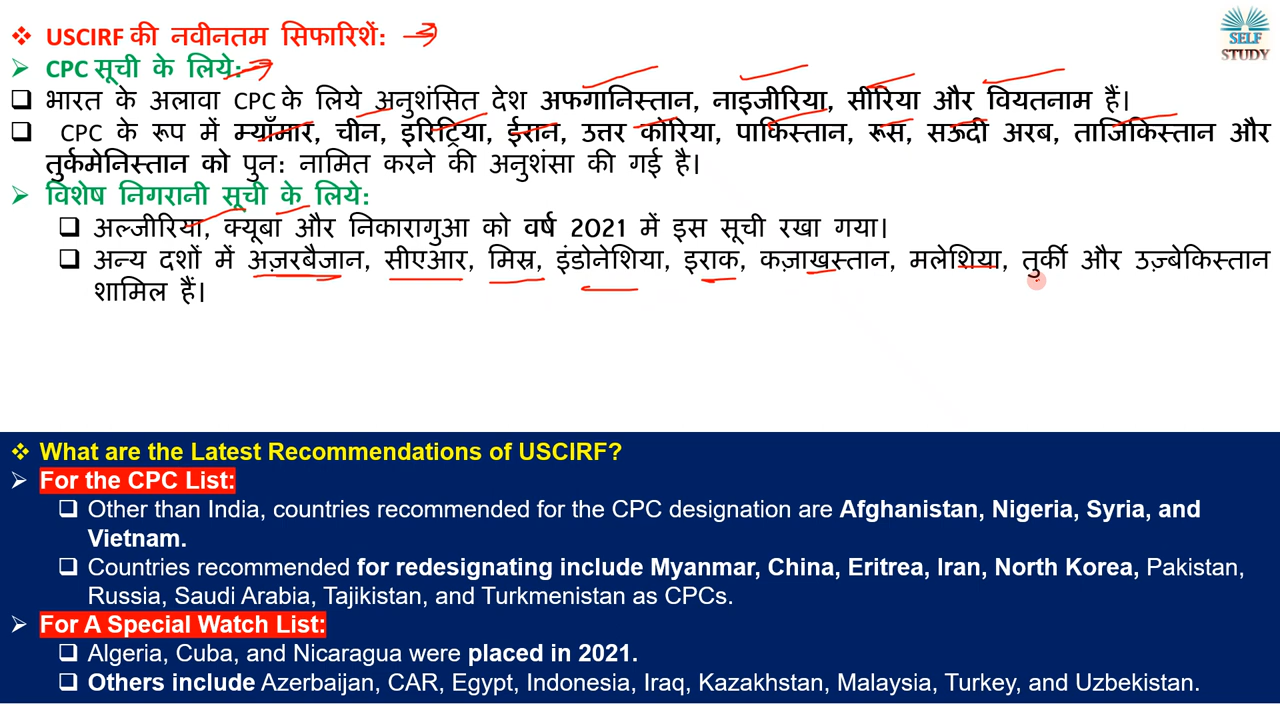 ❖ USCIRF की नवीनतम सिफारिशें:
➢ CPC सूची के लिये:
❑ भारत के अलावा CPC के लिये अनुशंसित देश अफगानिस्तान, नाइजीरिया, सीरिया और वियतनाम हैं।
❑ CPC के रूप में म्याँमार, चीन, इरिट्रिया, ईरान, उत्तर कोरिया, पाकिस्तान, रूस, सऊदी अरब, ताजिकिस्तान और
तुर्कमेनिस्तान को पुन: नामित करने की अनुशंसा की गई है।
➢ विशेष निगरानी सूची के लिये:
❑ अल्जीरिया, क्यूबा और निकारागुआ को वर्ष 2021 में इस सूची रखा गया।
❑ अन्य दशों में अज़रबैजान, सीएआर, मिस्र, इंडोनेशिया, इराक, कज़ाखस्तान, मलेशिया, तुर्की और उज़्बेकिस्तान
शामिल हैं।
SELF
STUDY
❖ What are the Latest Recommendations of USCIRF?
➢ For the CPC List:
❑ Other than India, countries recommended for the CPC designation are Afghanistan, Nigeria, Syria, and
Vietnam.
❑ Countries recommended for redesignating include Myanmar, China, Eritrea, Iran, North Korea, Pakistan,
Russia, Saudi Arabia, Tajikistan, and Turkmenistan as CPCs.
➢ For A Special Watch List:
❑ Algeria, Cuba, and Nicaragua were placed in 2021.
❑ Others include Azerbaijan, CAR, Egypt, Indonesia, Iraq, Kazakhstan, Malaysia, Turkey, and Uzbekistan.